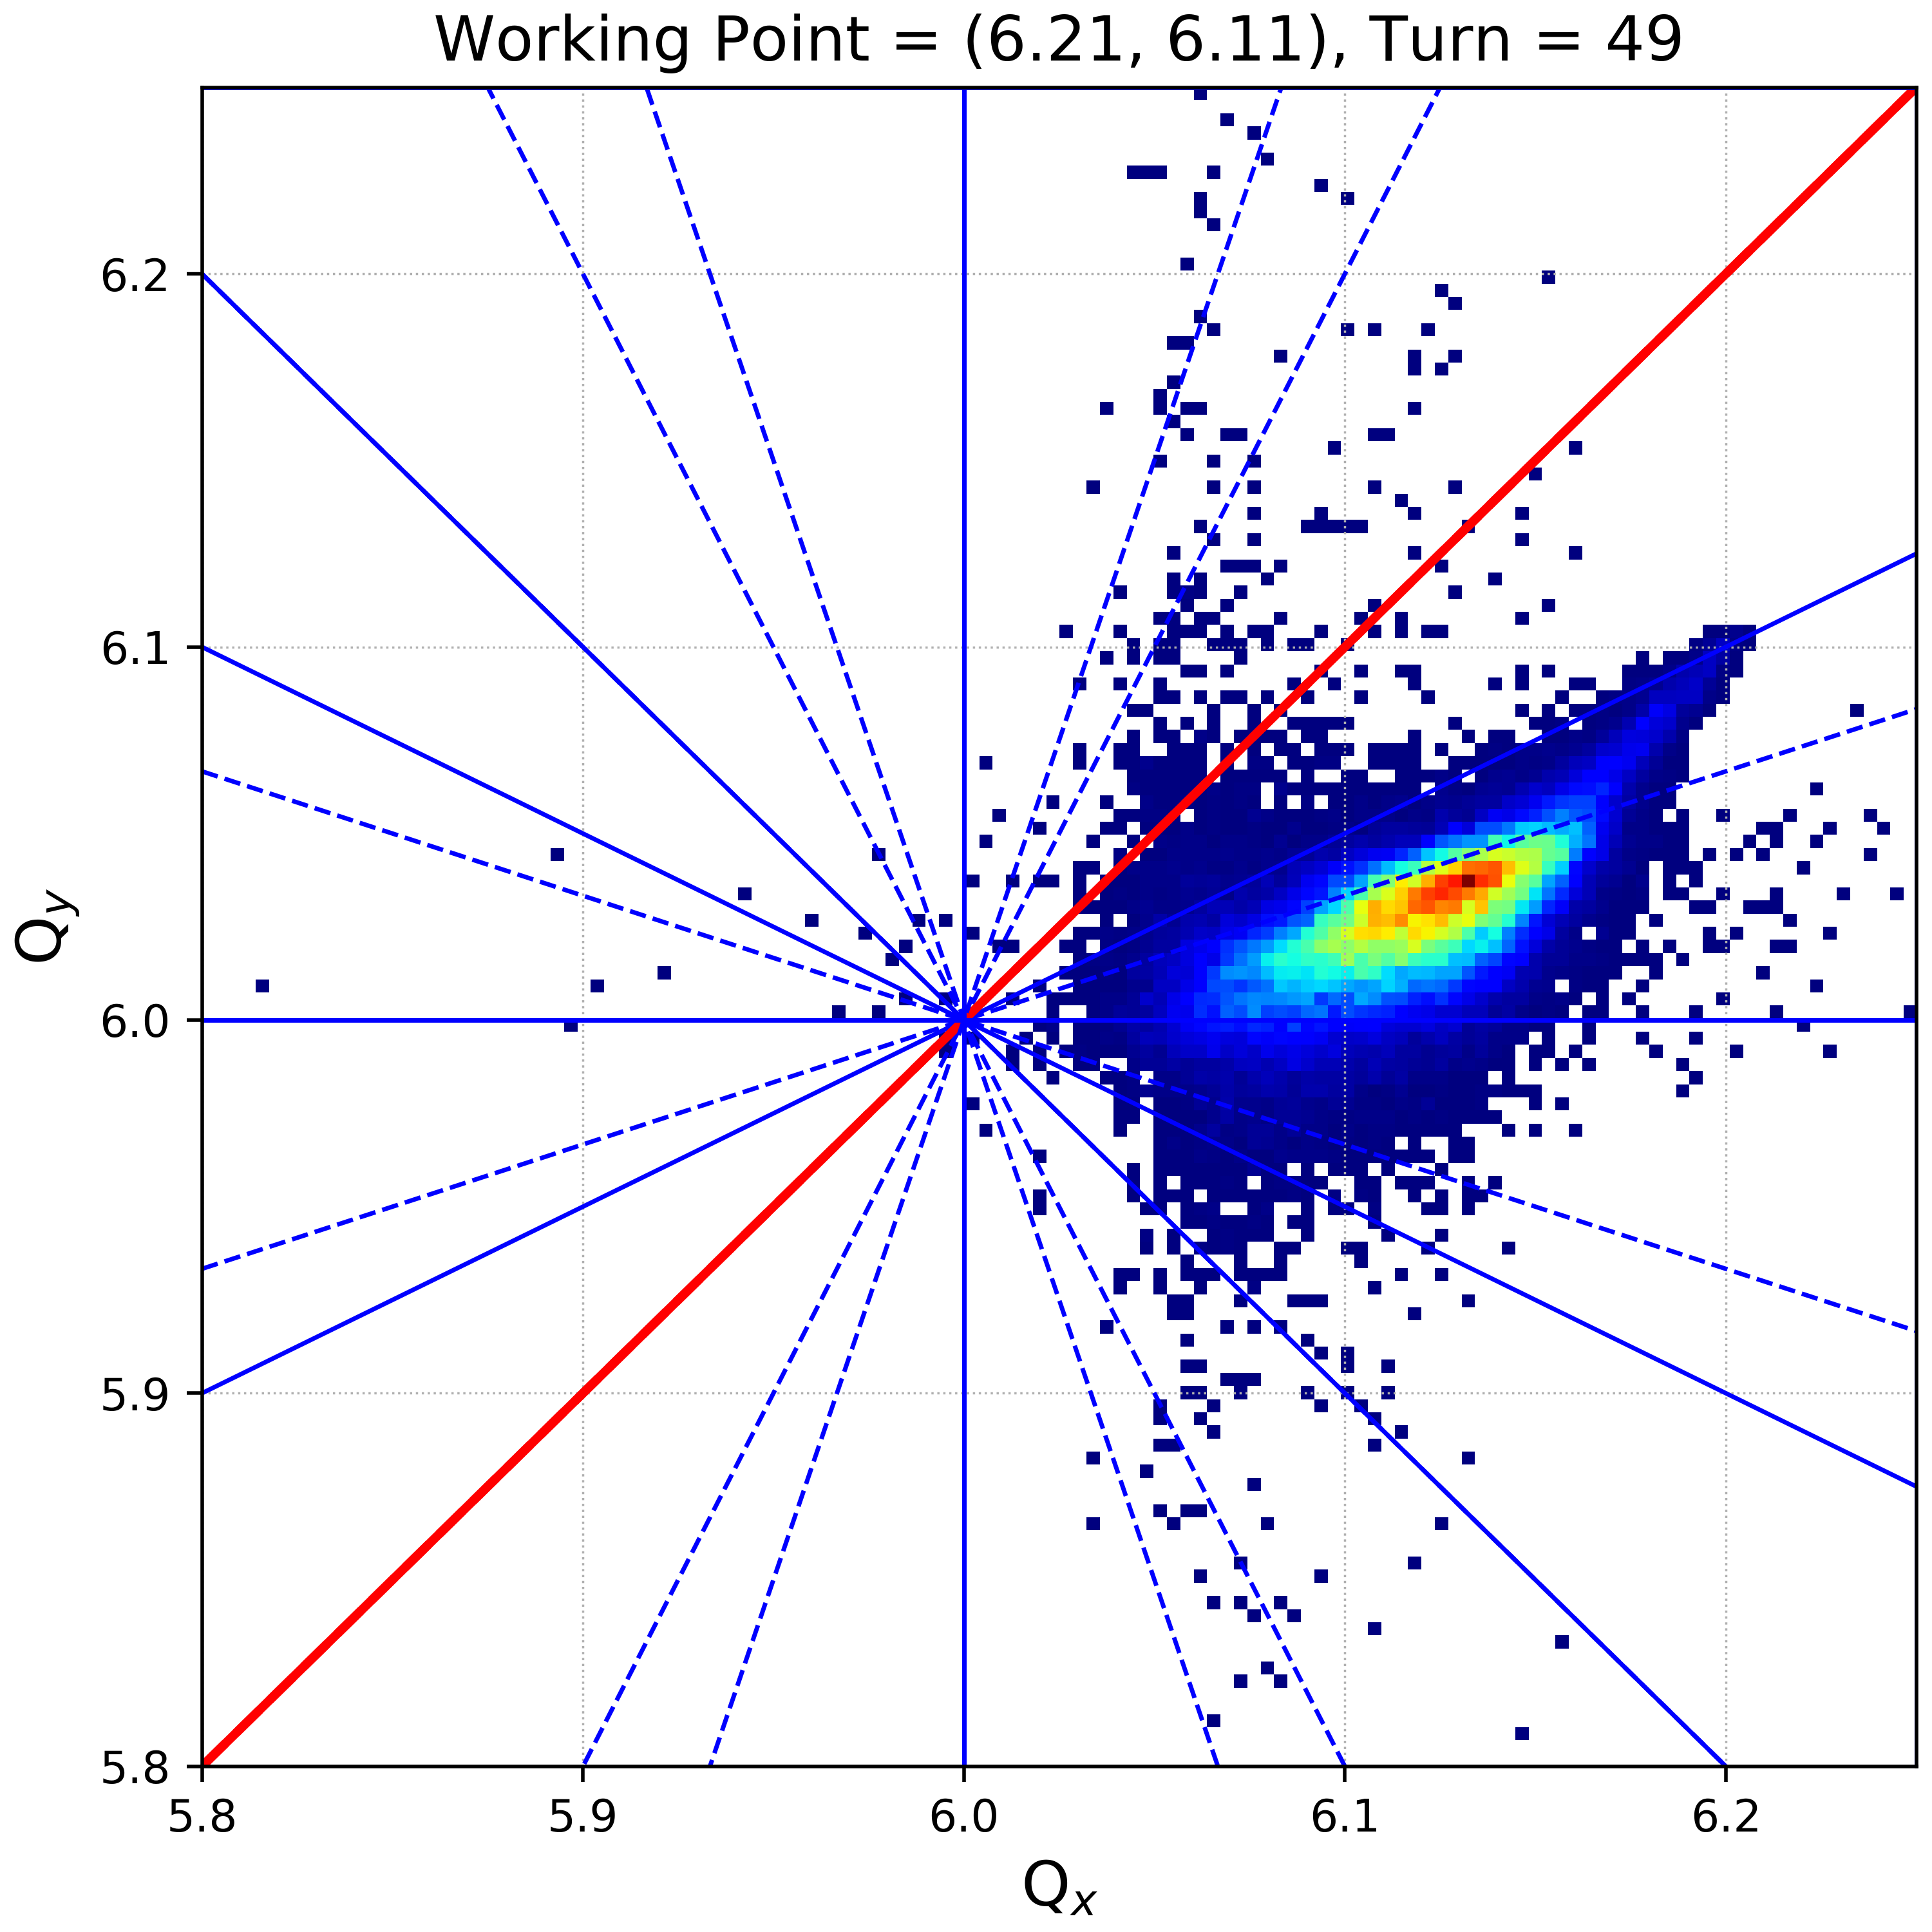 Working Point = (6.21, 6.11), Turn = 49
6.2
6.1
6.0
5.9
5.8
Qy
5.8 5.9 6.0 6.1 6.2
Qx